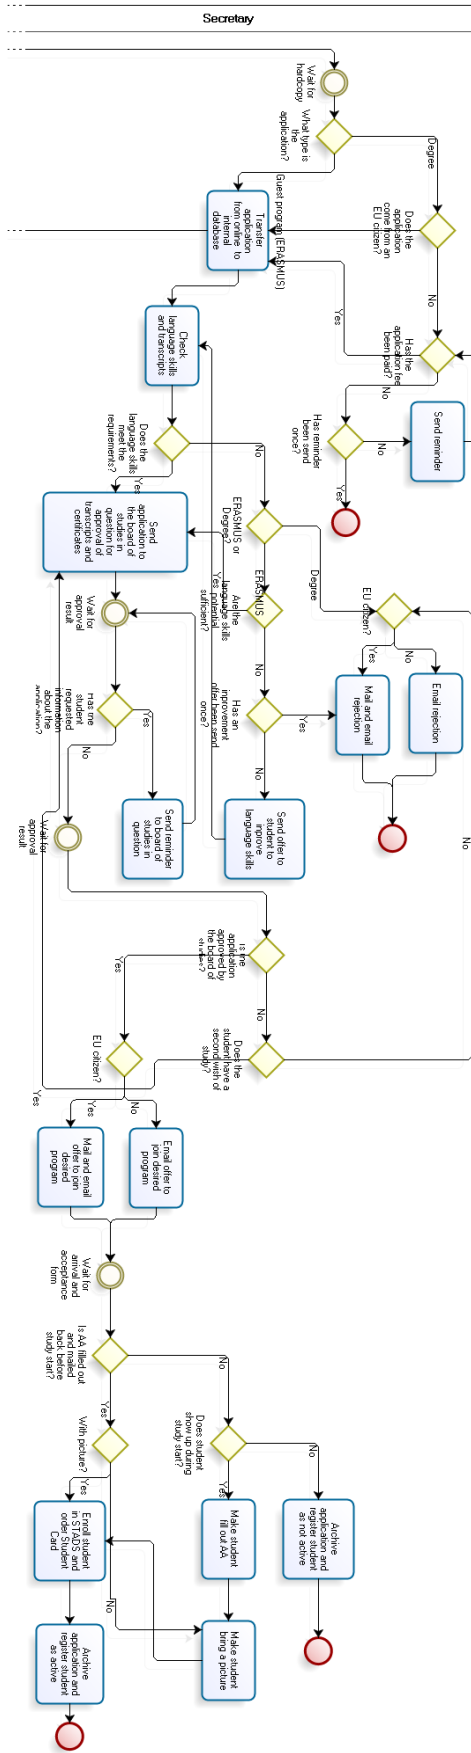 Secretary
Wait for
hardcopy
What type is
the
application?
Degree
Guest program (ERASMUS)
Does the
application
come from an
EU citizen?
Transfer
application
from online to
internal
database
No
Yes
Has the
application fee
been paid?
No
Check
language skills
and transcripts
Has reminder
been send
once?
No
Send reminder
Yes
Does the
language skills
meet the
requirements?
No
Yes
Send
application to
the board of
studies in
question for
approval of
transcripts and
certificates
ERASMUS or
Degree?
Degree
ERASMUS
Are the
language skills
sufficient?
Yes, potential
No
EU citizen?
No
Yes
Email rejection
Mail and email
rejection
Wait for
approval
result
Has the
student
requested
information
about the
application?
Yes
No
Has an
inprovement
offer been send
once?
Yes
No
Send offer to
student to
inprove
language skills
Send reminder
to board of
studies in
question
Wait for
approval
result
No
Is the
application
approved by
the board of
Yes
No
Does the
student have a
second wish of
study?
Yes
EU citizen?
No
Yes
Email offer to
join desired
program
Mail and email
offer to join
desired
program
Wait for
arrival and
acceptance
form
Is AA filled out
and mailed
back before
study start?
No
Yes
Does student
show up during
study start?
No
Yes
With picture?
Yes
No
Archive
application and
register student
as not active
Make student
fill out AA
Enroll student
in STADS and
order Student
Card
Make student
bring a picture
Archive
application and
register student
as active